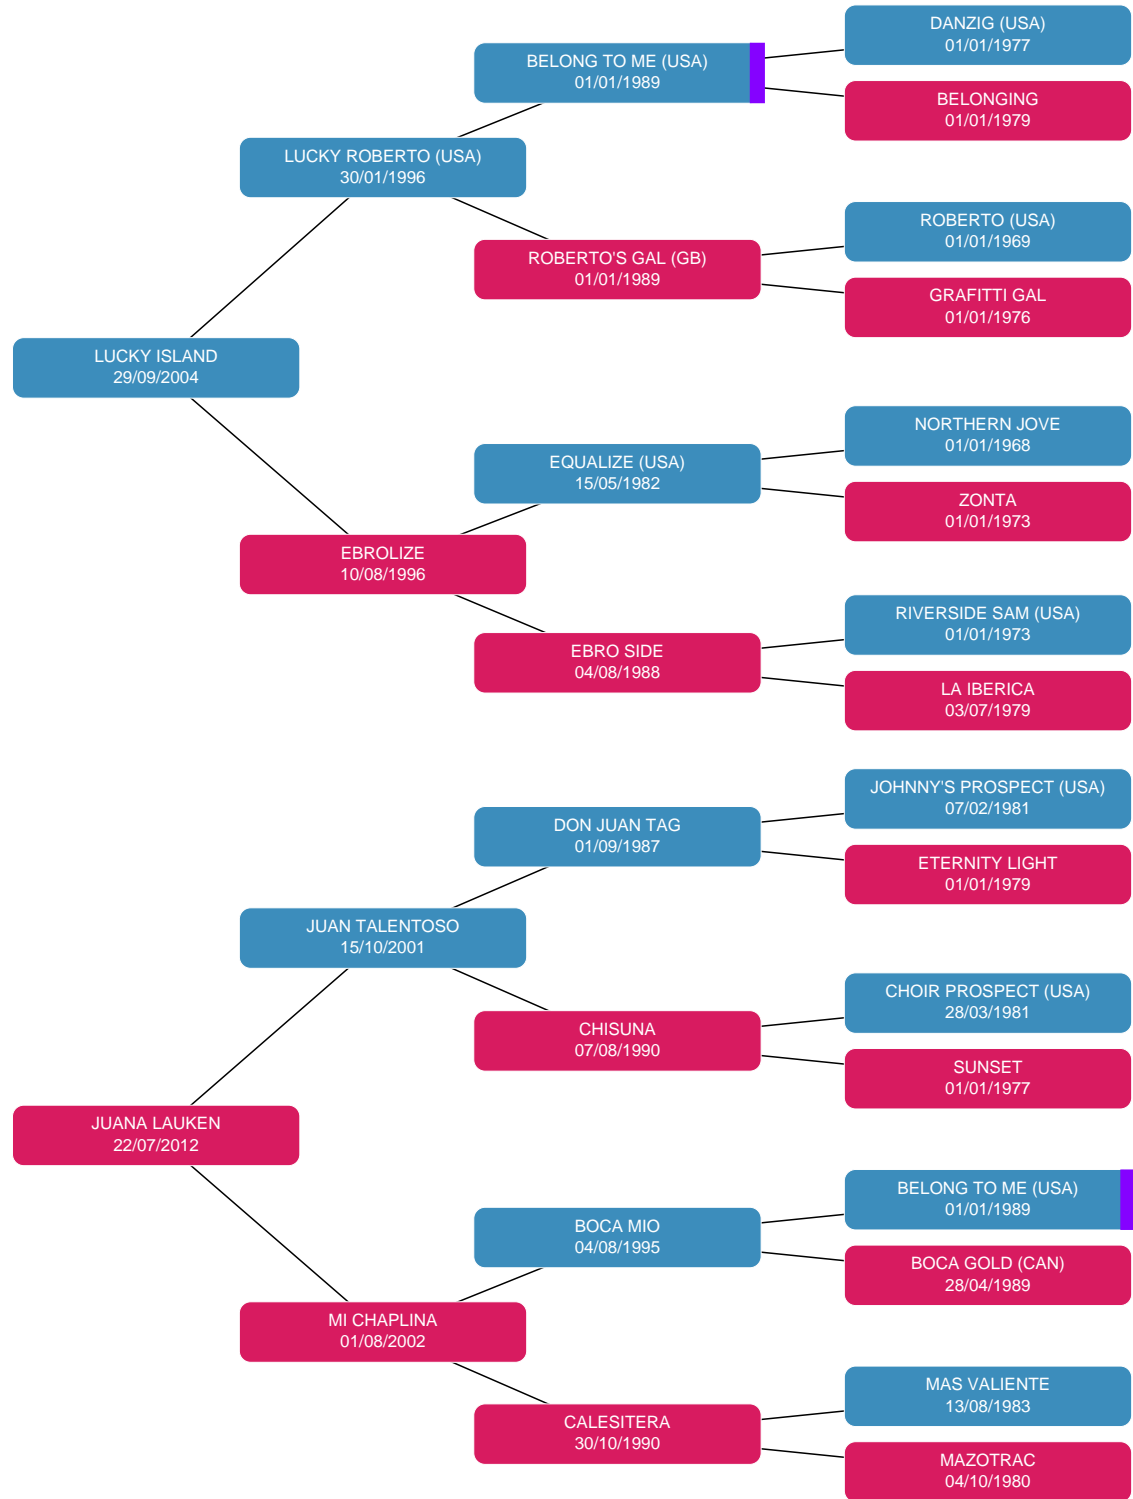 DANZIG (USA)
01/01/1977
BELONG TO ME (USA)
01/01/1989
BELONGING
01/01/1979
LUCKY ROBERTO (USA)
30/01/1996
ROBERTO (USA)
01/01/1969
ROBERTO'S GAL (GB)
01/01/1989
GRAFITTI GAL
01/01/1976
LUCKY ISLAND
29/09/2004
NORTHERN JOVE
01/01/1968
EQUALIZE (USA)
15/05/1982
ZONTA
01/01/1973
EBROLIZE
10/08/1996
RIVERSIDE SAM (USA)
01/01/1973
EBRO SIDE
04/08/1988
LA IBERICA
03/07/1979
JOHNNY'S PROSPECT (USA)
07/02/1981
DON JUAN TAG
01/09/1987
ETERNITY LIGHT
01/01/1979
JUAN TALENTOSO
15/10/2001
CHOIR PROSPECT (USA)
28/03/1981
CHISUNA
07/08/1990
SUNSET
01/01/1977
JUANA LAUKEN
22/07/2012
BELONG TO ME (USA)
01/01/1989
BOCA MIO
04/08/1995
BOCA GOLD (CAN)
28/04/1989
MI CHAPLINA
01/08/2002
MAS VALIENTE
13/08/1983
CALESITERA
30/10/1990
MAZOTRAC
04/10/1980